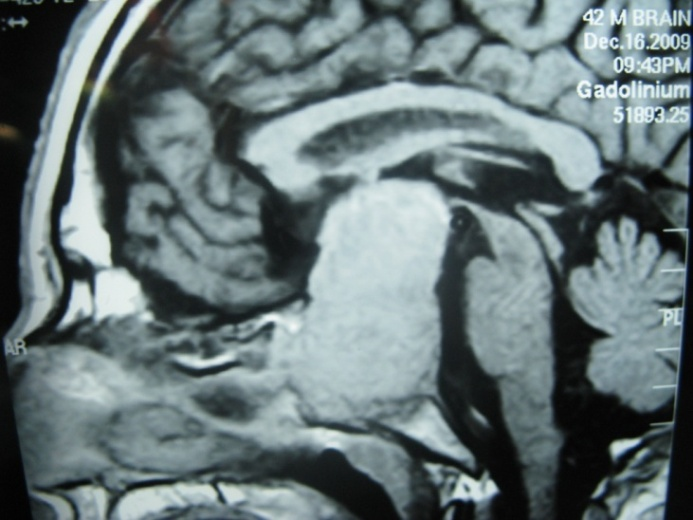 42 M BRAIN
Dec.16.2009
09:43PM
Gadolinium
51893.25
PL
AR